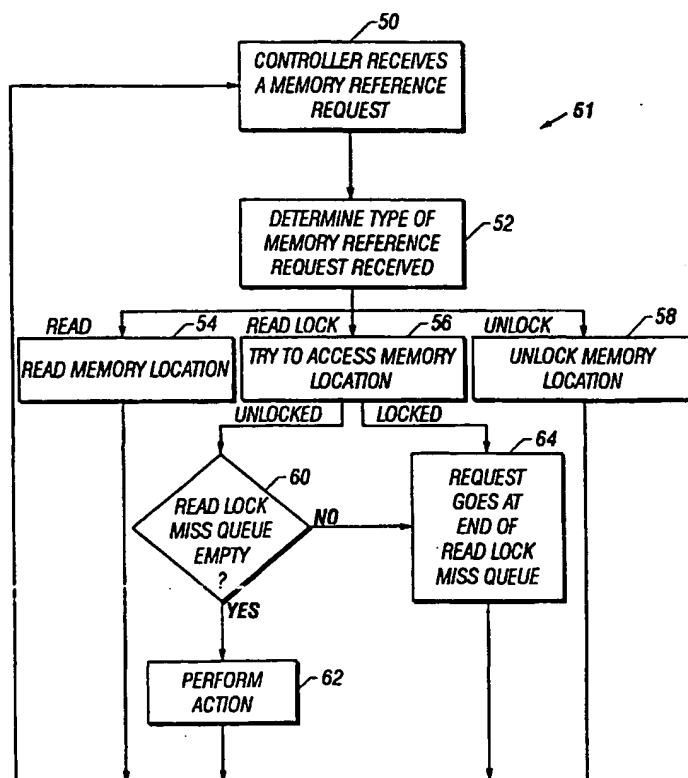 50
CONTROLLER RECEIVES
A MEMORY REFERENCE
REQUEST
51
DETERMINE TYPE OF
MEMORY REFERENCE
REQUEST RECEIVED
52
READ
54
READ LOCK
56
UNLOCK
58
READ MEMORY LOCATION
TRY TO ACCESS MEMORY
LOCATION
UNLOCK MEMORY
LOCATION
UNLOCKED
LOCKED
60
READ LOCK
MISS QUEUE
EMPTY
?
NO
YES
64
REQUEST
GOES AT
END OF
READ LOCK
MISS QUEUE
PERFORM
ACTION
62